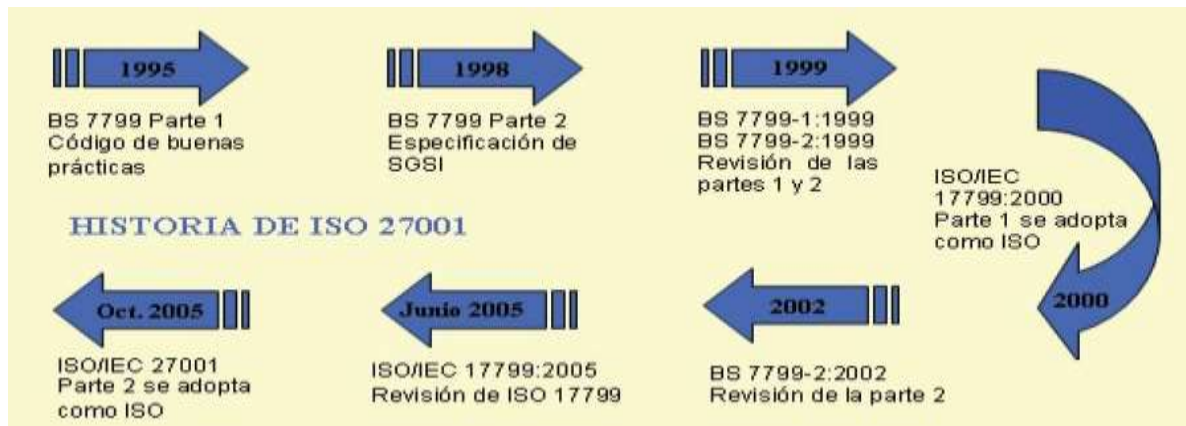 1995
BS 7799 Parte 1
Código de buenas
prácticas
1998
BS 7799 Parte 2
Especificación de
SGSI
1999
BS 7799-1:1999
BS 7799-2:1999
Revisión de las
partes 1 y 2
ISO/IEC
17799:2000
Parte 1 se adopta
como ISO
2000
HISTORIA DE ISO 27001
2002
BS 7799-2:2002
Revisión de la parte 2
Junio 2005
ISO/IEC 17799:2005
Revisión de ISO 17799
Oct. 2005
ISO/IEC 27001
Parte 2 se adopta
como ISO